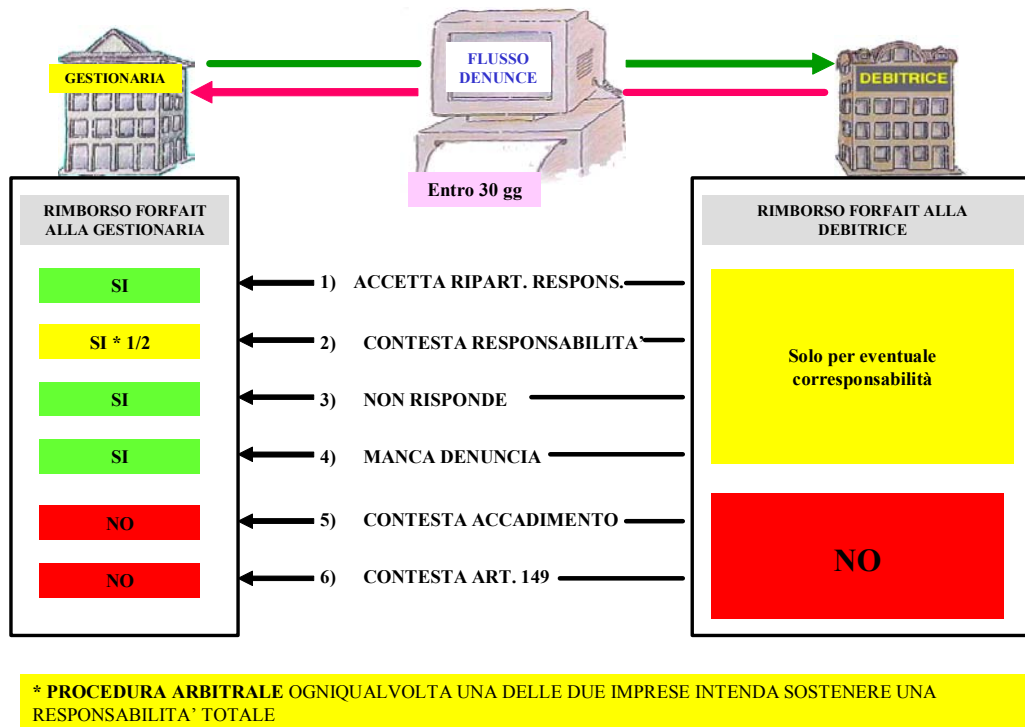 FLUSSO
DENUNCE
GESTIONARIA
DEBITRICE
Entro 30 gg
RIMBORSO FORFAIT
ALLA GESTIONARIA
RIMBORSO FORFAIT ALLA
DEBITRICE
SI
1) ACCETTA RIPART. RESPONS.
SI * 1/2
2) CONTESTA RESPONSABILITA’
Solo per eventuale
corresponsabilità
SI
3) NON RISPONDE
SI
4) MANCA DENUNCIA
NO
5) CONTESTA ACCADIMENTO
NO
NO
6) CONTESTA ART. 149
* PROCEDURA ARBITRALE OGNIQUALVOLTA UNA DELLE DUE IMPRESE INTENDA SOSTENERE UNA
RESPONSABILITA’ TOTALE